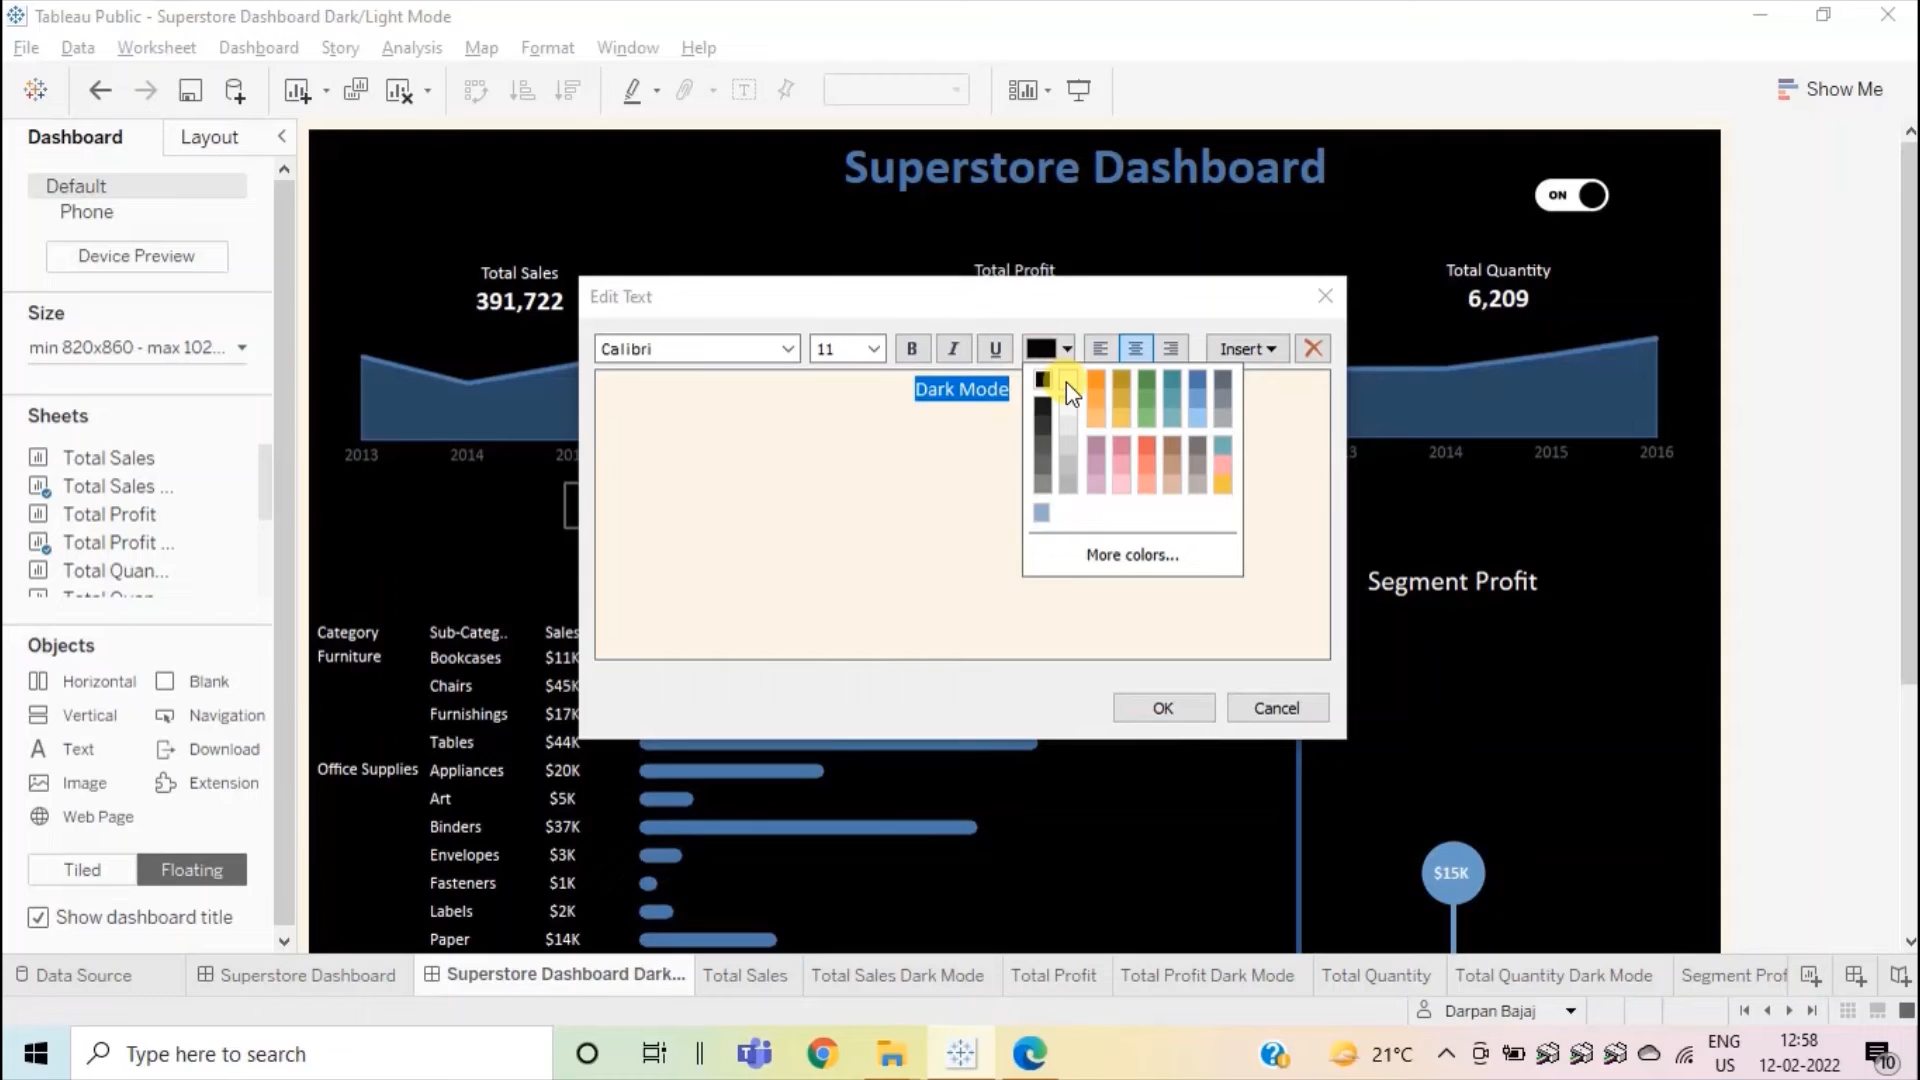 Tableau Public - Superstore Dashboard Dark/Light Mode
File Data Worksheet Dashboard Story Analysis Map Format Window Help
Show Me
Dashboard Layout
Default
Phone
Device Preview
Size
min 820x860 - max 102...
Sheets
Total Sales
Total Sales ...
Total Profit
Total Profit ...
Total Quan...
Objects
Horizontal Blank
Vertical Navigation
Text Download
Image Extension
Web Page
Tiled Floating
Show dashboard title
Superstore Dashboard
ON
Total Sales
391,722
Total Profit
Total Quantity
6,209
2013 2014 2014 2015 2016
Edit Text
Calibri 11 B I U Insert
Dark Mode
More colors...
OK Cancel
Segment Profit
Category Sub-Categ.. Sales
Furniture Bookcases $11K
Chairs $45K
Furnishings $17K
Tables $44K
Office Supplies Appliances $20K
Art $5K
Binders $37K
Envelopes $3K
Fasteners $1K
Labels $2K
Paper $14K
$15K
Data Source Superstore Dashboard Superstore Dashboard Dark... Total Sales Total Sales Dark Mode Total Profit Total Profit Dark Mode Total Quantity Total Quantity Dark Mode Segment Prof
Darpan Bajaj
Type here to search
21°C
ENG
US
12:58
12-02-2022
10